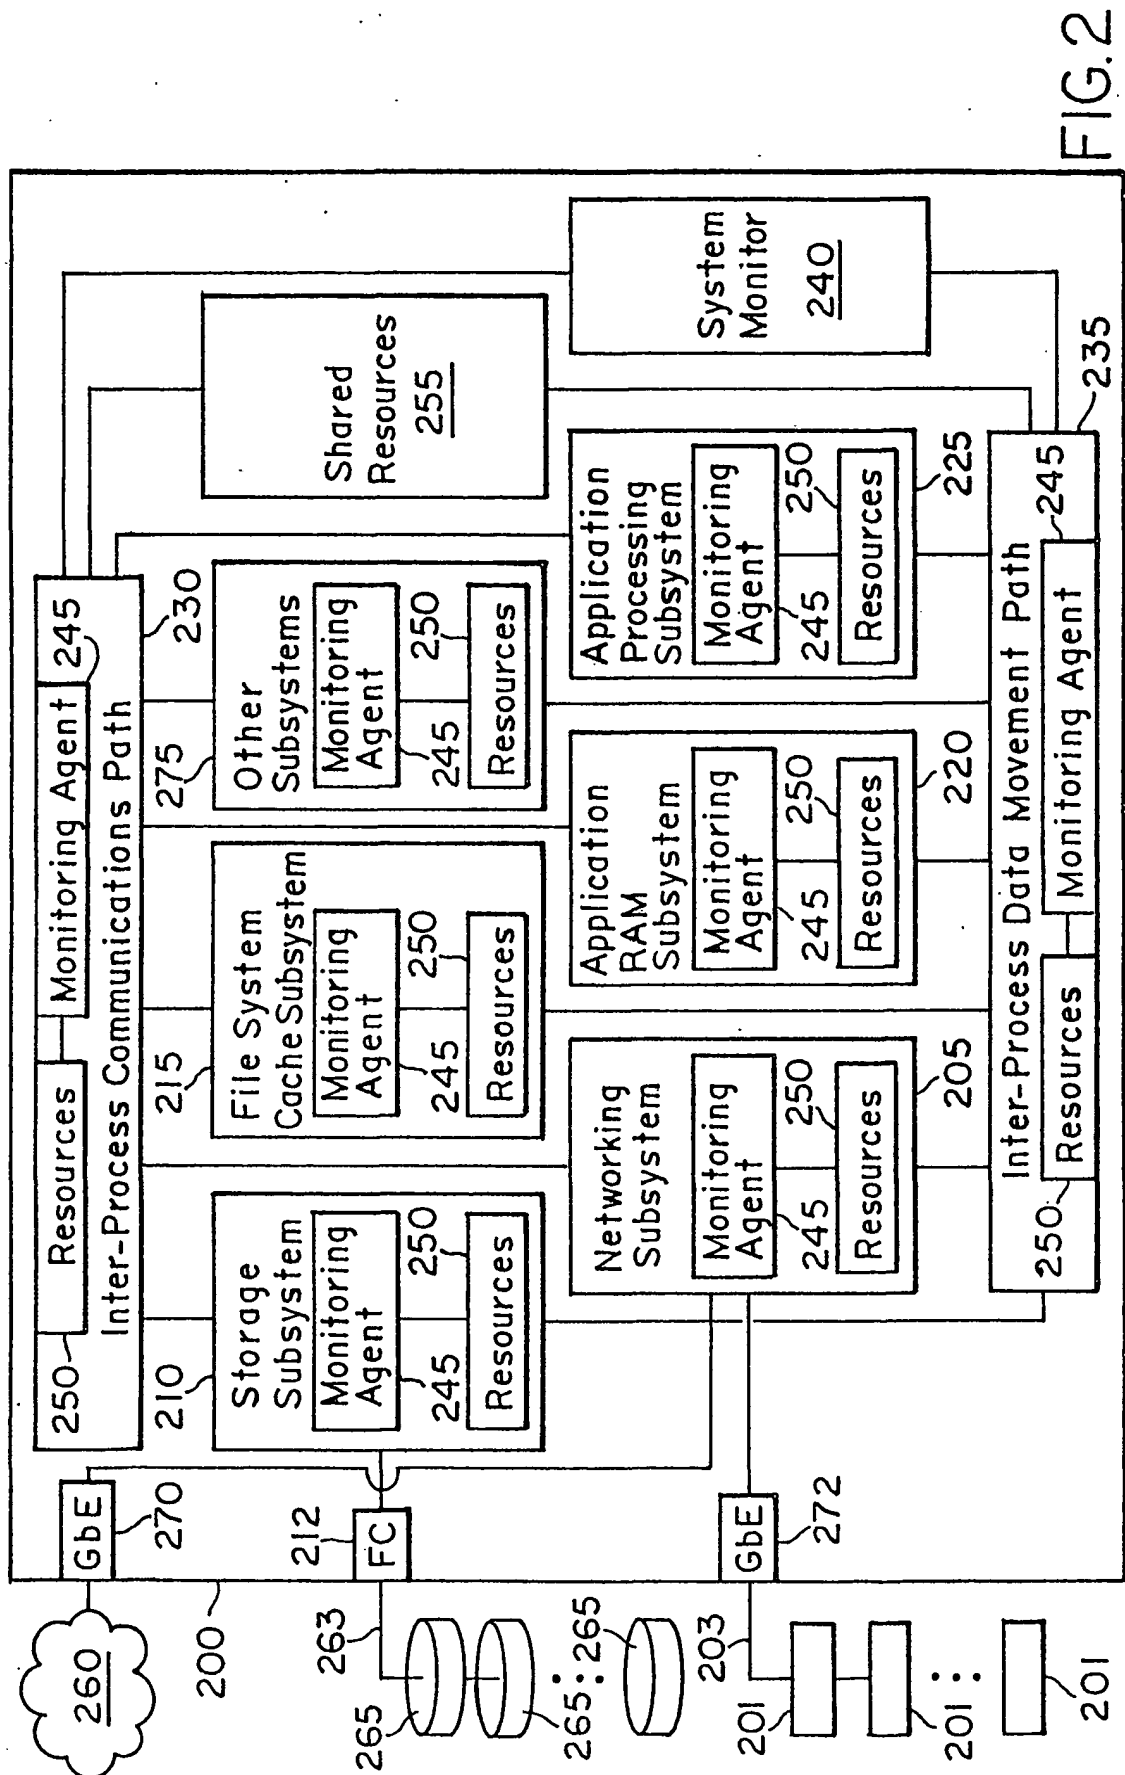 260
GbE
270
200
250
Resources
Monitoring Agent
245
Inter-Process Communications Path
230
210
Storage
Subsystem
Monitoring
Agent
245
250
Resources
215
File System
Cache Subsystem
Monitoring
Agent
245
250
Resources
275
Other
Subsystems
Monitoring
Agent
245
250
Resources
Shared
Resources
255
263
212
FC
265
265
265
203
GbE
272
201
201
201
Networking
Subsystem
Monitoring
Agent
245
250
Resources
205
Application
RAM
Subsystem
Monitoring
Agent
245
250
Resources
220
Application
Processing
Subsystem
Monitoring
Agent
245
250
Resources
225
System
Monitor
240
Inter-Process Data Movement Path
250
Resources
Monitoring Agent
245
235
FIG.2